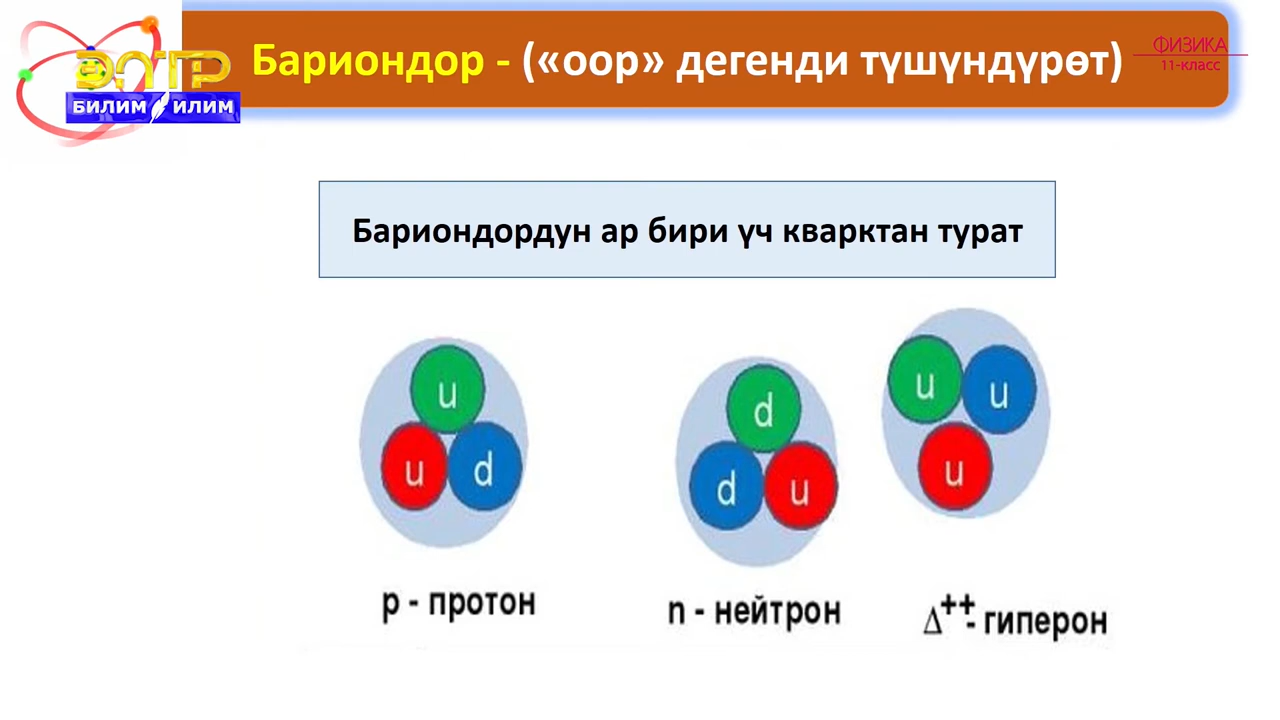 ЭЛТР
БИЛИМ ИЛИМ
Бариондор - («оор» дегенди түшүндүрөт)
ФИЗИКА
11-класс
Бариондордун ар бири үч кварктан турат
u
u d
d
d u
u u
u
p - протон
n - нейтрон
Δ++- гиперон